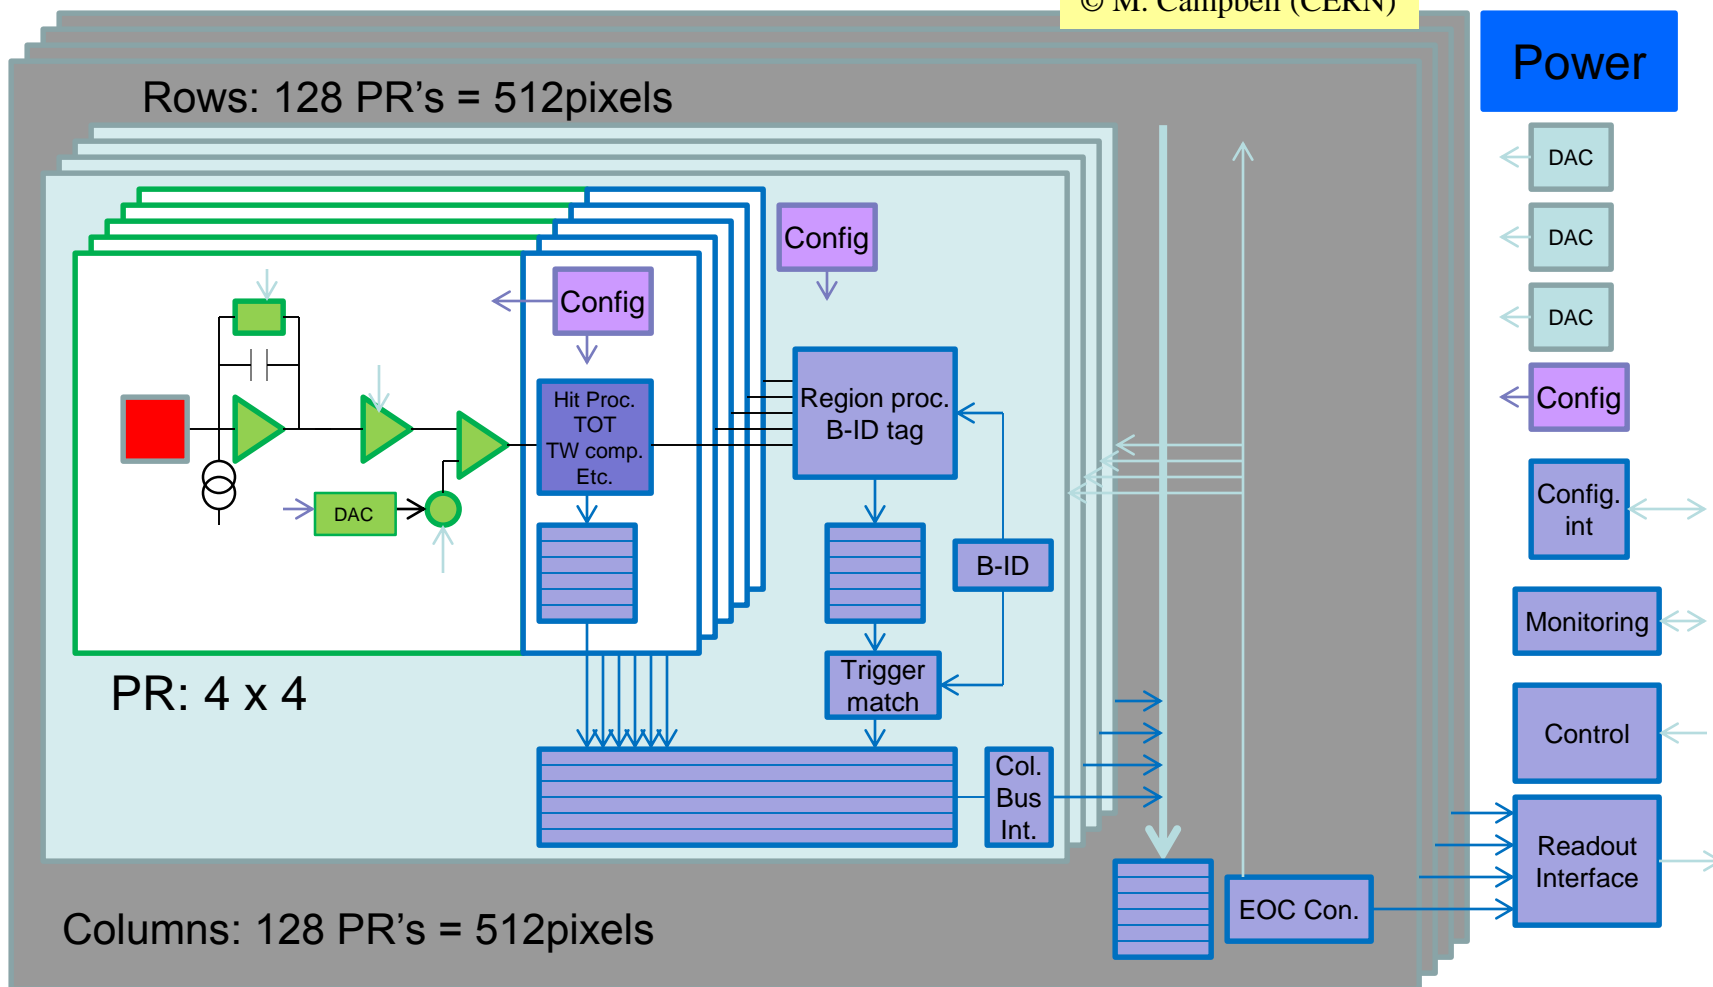 © M. Campbell (CERN)
Power
Rows: 128 PR's = 512pixels
DAC
DAC
DAC
Config
Config
Config
Hit Proc.
TOT
TW comp.
Etc.
Region proc.
B-ID tag
DAC
B-ID
Config.
int
Monitoring
PR: 4 x 4
Trigger
match
Control
Col.
Bus
Int.
Readout
Interface
EOC Con.
Columns: 128 PR's = 512pixels